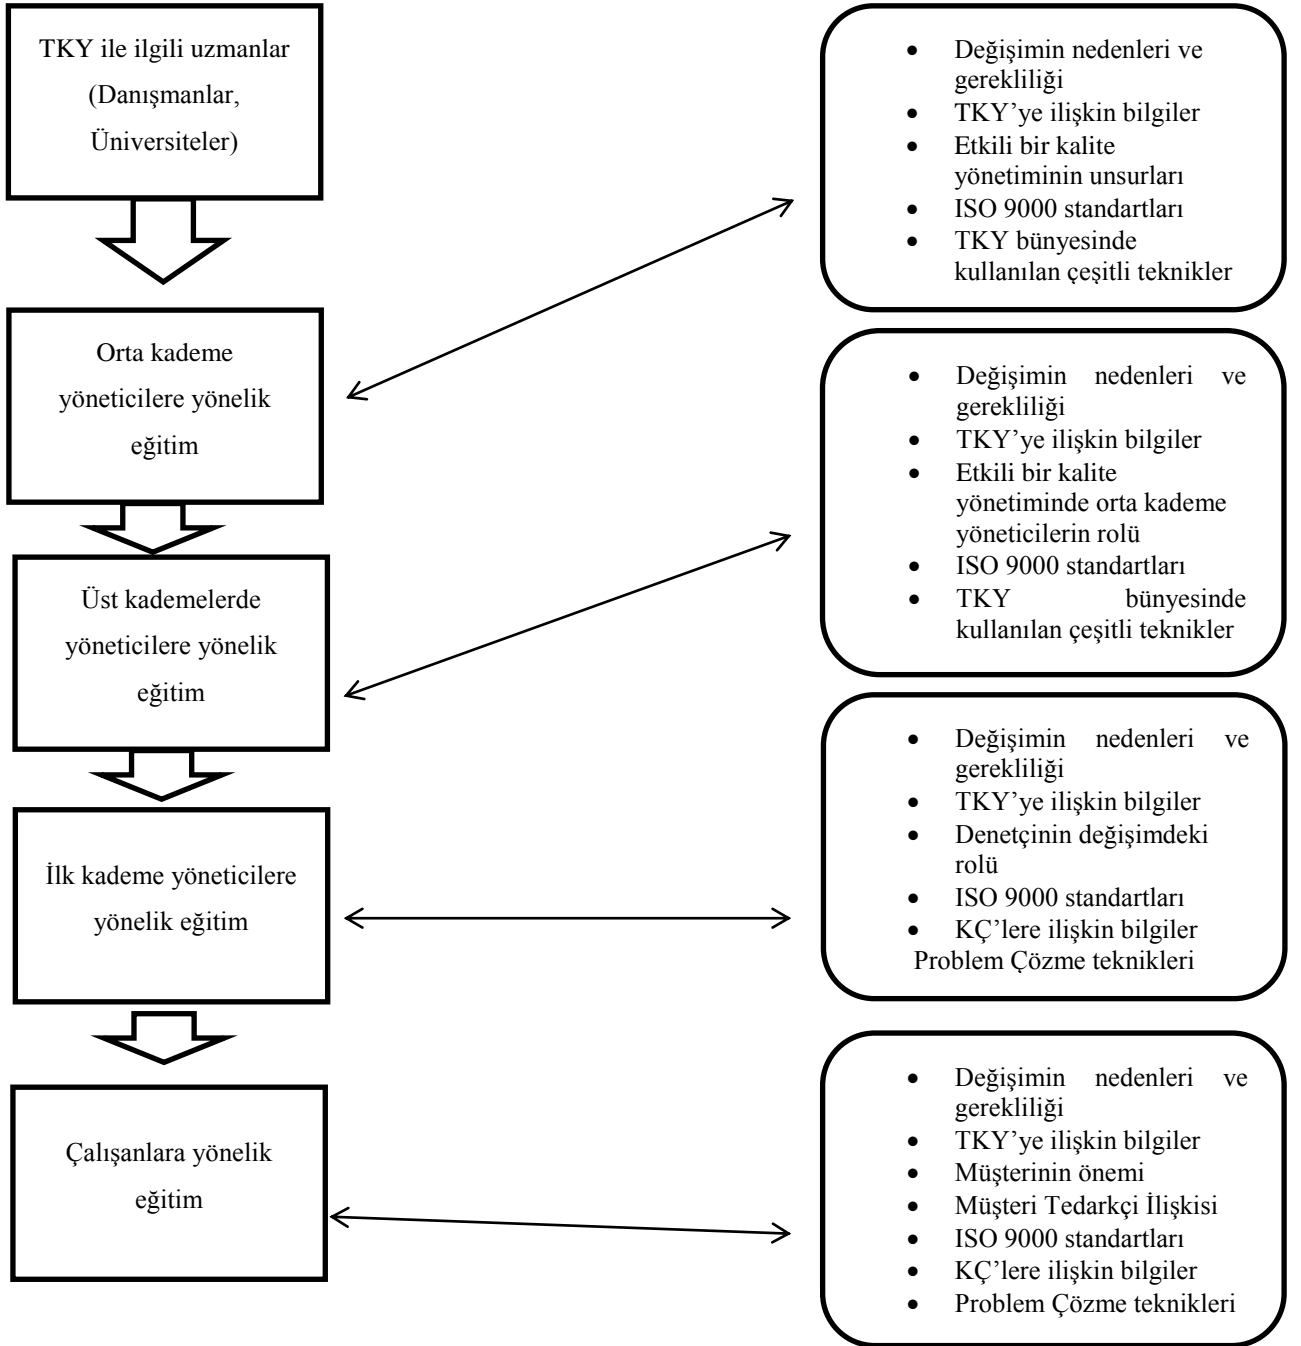 TKY ile ilgili uzmanlar
(Danışmanlar,
Üniversiteler)
• Değişimin nedenleri ve
gerekliliği
• TKY’ye ilişkin bilgiler
• Etkili bir kalite
yönetiminin unsurları
• ISO 9000 standartları
• TKY bünyesinde
kullanılan çeşitli teknikler
Orta kademe
yöneticilere yönelik
eğitim
• Değişimin nedenleri ve
gerekliliği
• TKY’ye ilişkin bilgiler
• Etkili bir kalite
yönetiminde orta kademe
yöneticilerin rolü
• ISO 9000 standartları
• TKY bünyesinde
kullanılan çeşitli teknikler
Üst kademelerde
yöneticilere yönelik
eğitim
• Değişimin nedenleri ve
gerekliliği
• TKY’ye ilişkin bilgiler
• Denetçinin değişimdeki
rolü
• ISO 9000 standartları
• KÇ’lere ilişkin bilgiler
Problem Çözme teknikleri
İlk kademe yöneticilere
yönelik eğitim
• Değişimin nedenleri ve
gerekliliği
• TKY’ye ilişkin bilgiler
• Müşterinin önemi
• Müşteri Tedarkçi İlişkisi
• ISO 9000 standartları
• KÇ’lere ilişkin bilgiler
• Problem Çözme teknikleri
Çalışanlara yönelik
eğitim